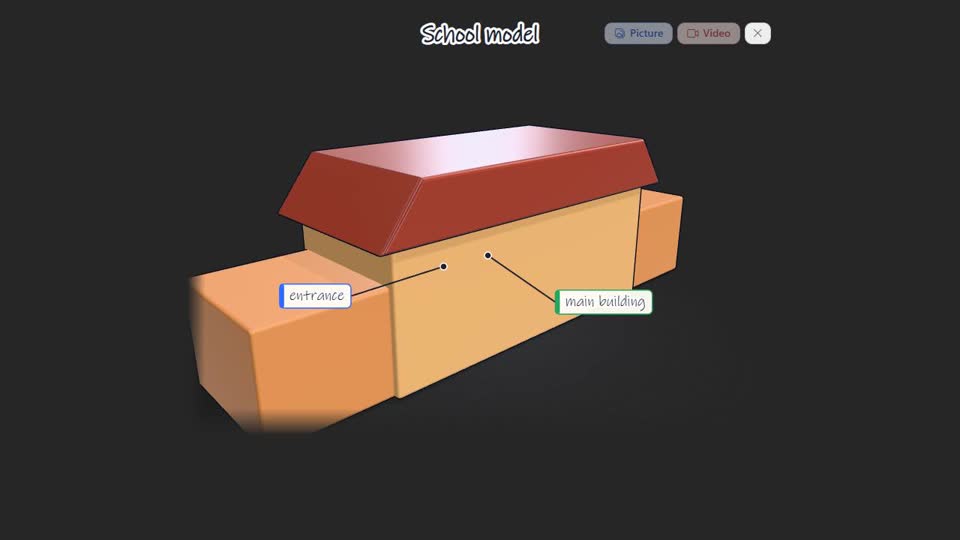 School model
Picture
Video
entrance
main building